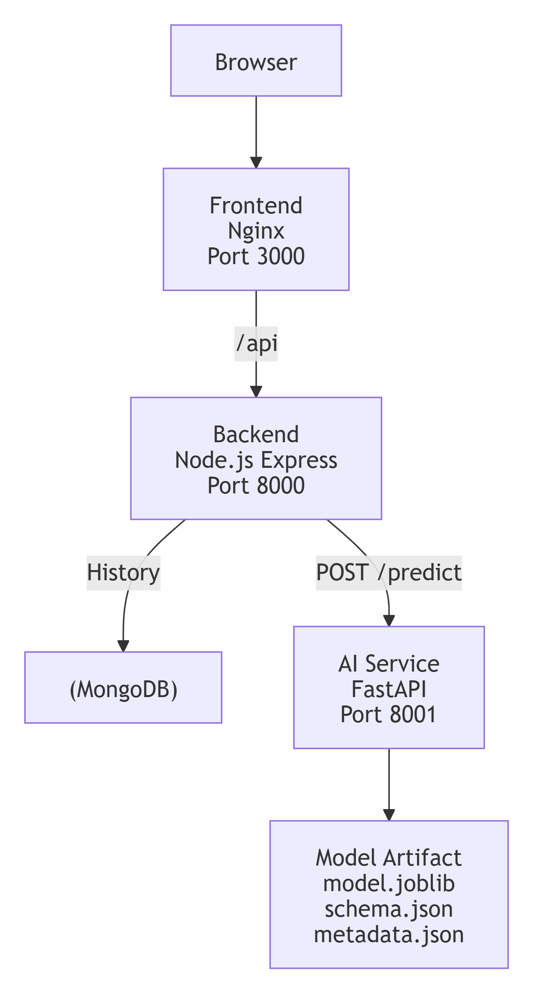 Browser
Frontend
Nginx
Port 3000
/api
Backend
Node.js Express
Port 8000
History
POST /predict
(MongoDB)
AI Service
FastAPI
Port 8001
Model Artifact
model.joblib
schema.json
metadata.json